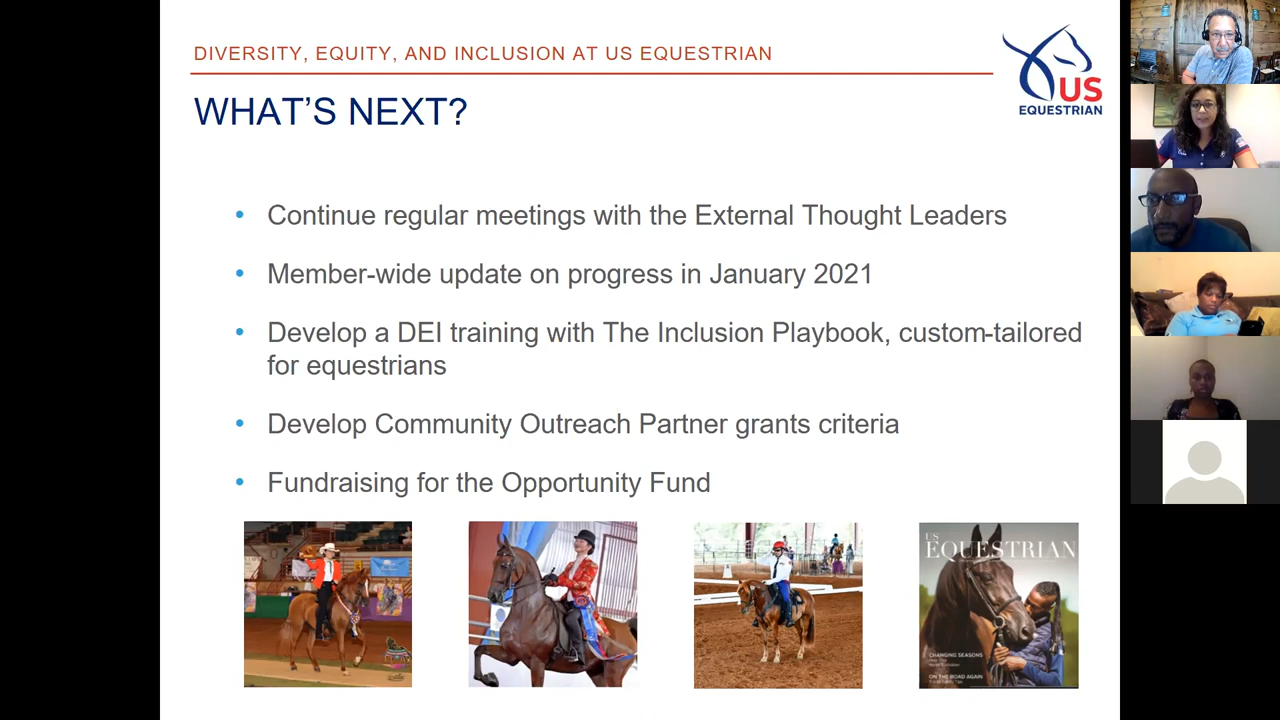 DIVERSITY, EQUITY, AND INCLUSION AT US EQUESTRIAN
US
EQUESTRIAN
WHAT'S NEXT?
• Continue regular meetings with the External Thought Leaders
• Member-wide update on progress in January 2021
• Develop a DEI training with The Inclusion Playbook, custom-tailored
for equestrians
• Develop Community Outreach Partner grants criteria
• Fundraising for the Opportunity Fund
US
EQUESTRIAN
CHANGING SEASONS
ON THE ROAD AGAIN